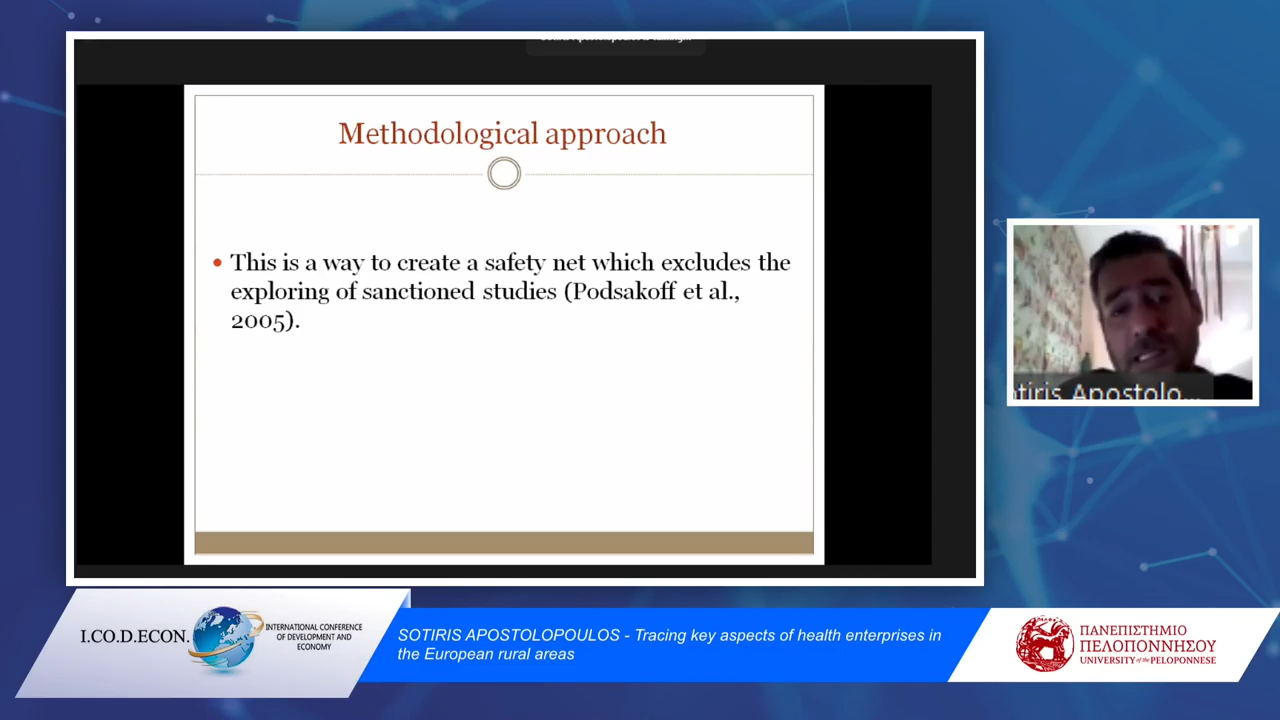 Methodological approach
• This is a way to create a safety net which excludes the
exploring of sanctioned studies (Podsakoff et al.,
2005).
tiris Apostolo...
I.CO.D.ECON.
INTERNATIONAL CONFERENCE
OF DEVELOPMENT AND
ECONOMY
SOTIRIS APOSTOLOPOULOS - Tracing key aspects of health enterprises in
the European rural areas
ΠΑΝΕΠΙΣΤΗΜΙΟ
ΠΕΛΟΠΟΝΝΗΣΟΥ
UNIVERSITY of the PELOPONNESE